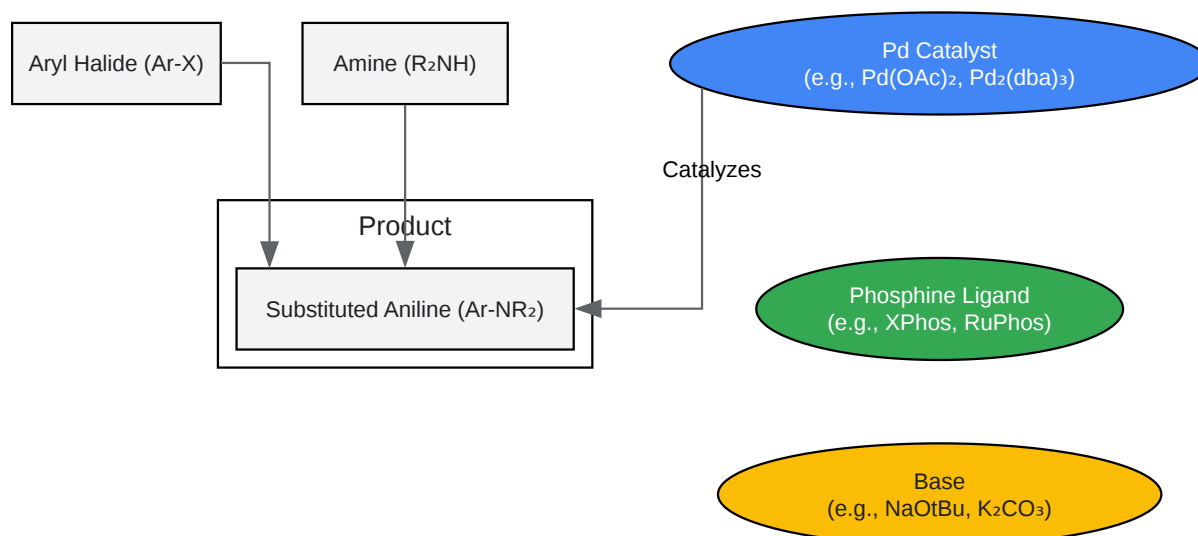 Aryl Halide (Ar-X)
Amine (R₂NH)
Pd Catalyst
(e.g., Pd(OAc)₂, Pd₂(dba)₃)
Catalyzes
Product
Substituted Aniline (Ar-NR₂)
Phosphine Ligand
(e.g., XPhos, RuPhos)
Base
(e.g., NaOtBu, K₂CO₃)